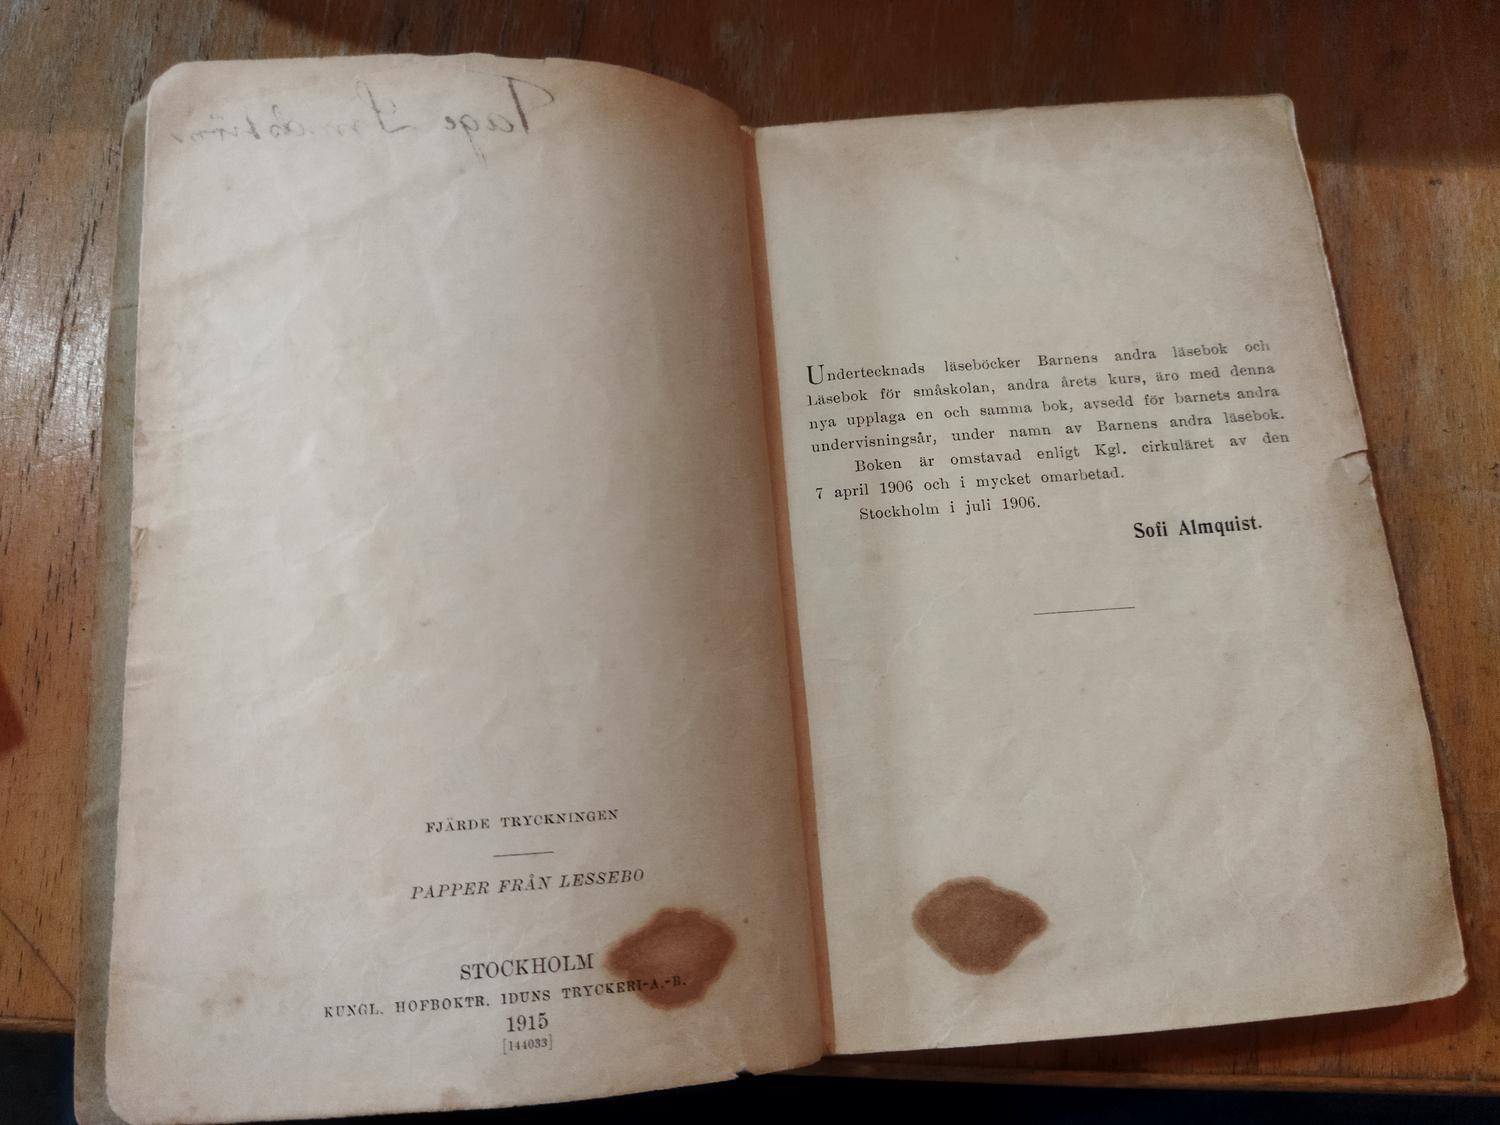 Tage
FJÄRDE TRYCKNINGEN
PAPPER FRÅN LESSEBO
STOCKHOLM
KUNGL. HOFBOKTR. IDUNS TRYCKERI-A.-B.
1915
[144033]
Undertecknads läseböcker Barnens andra läsebok och
Läsebok för småskolan, andra årets kurs, äro med denna
nya upplaga en och samma bok, avsedd för barnets andra
undervisningsår, under namn av Barnens andra läsebok.
Boken är omstavad enligt Kgl. cirkuläret av den
7 april 1906 och i mycket omarbetad.
Stockholm i juli 1906.
Sofi Almquist.